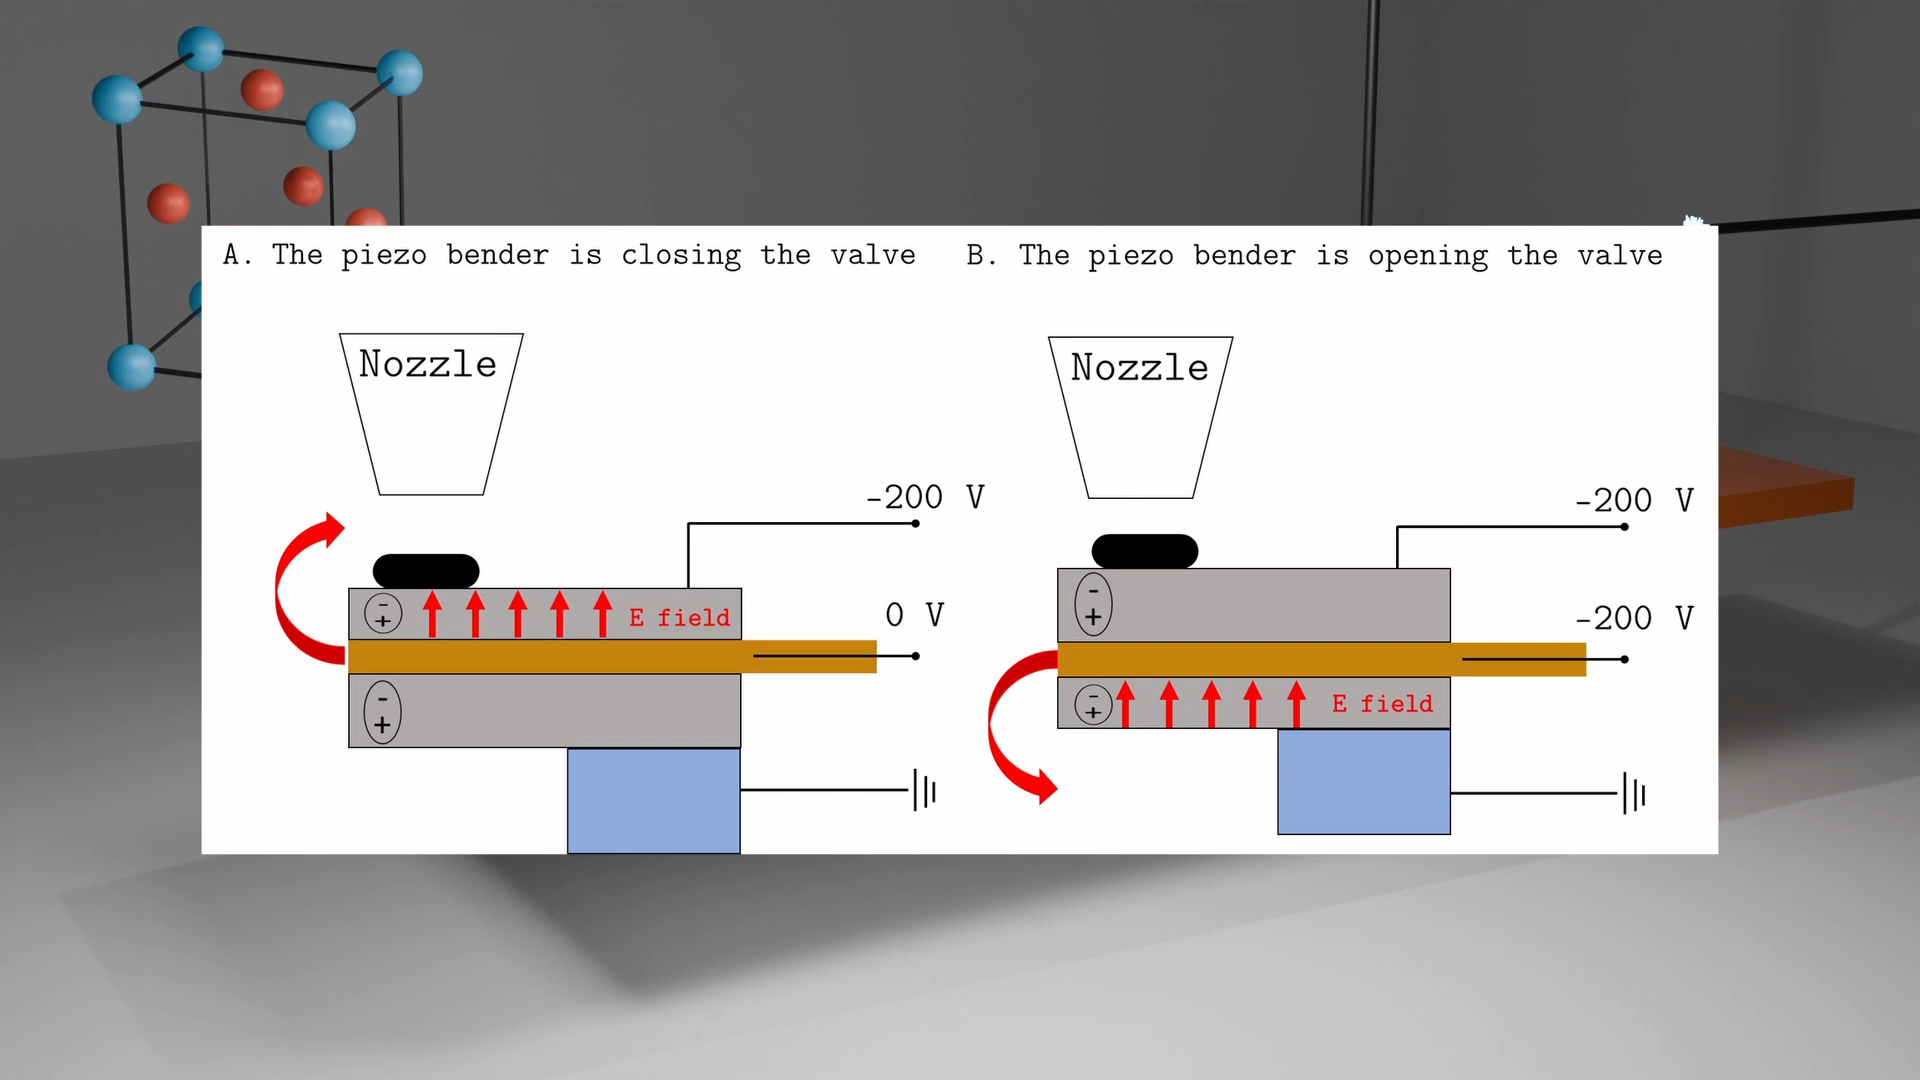 A. The piezo bender is closing the valve
Nozzle
-200 V
0 V
-
+
E field
-
+
B. The piezo bender is opening the valve
Nozzle
-200 V
-200 V
-
+
-
+
E field